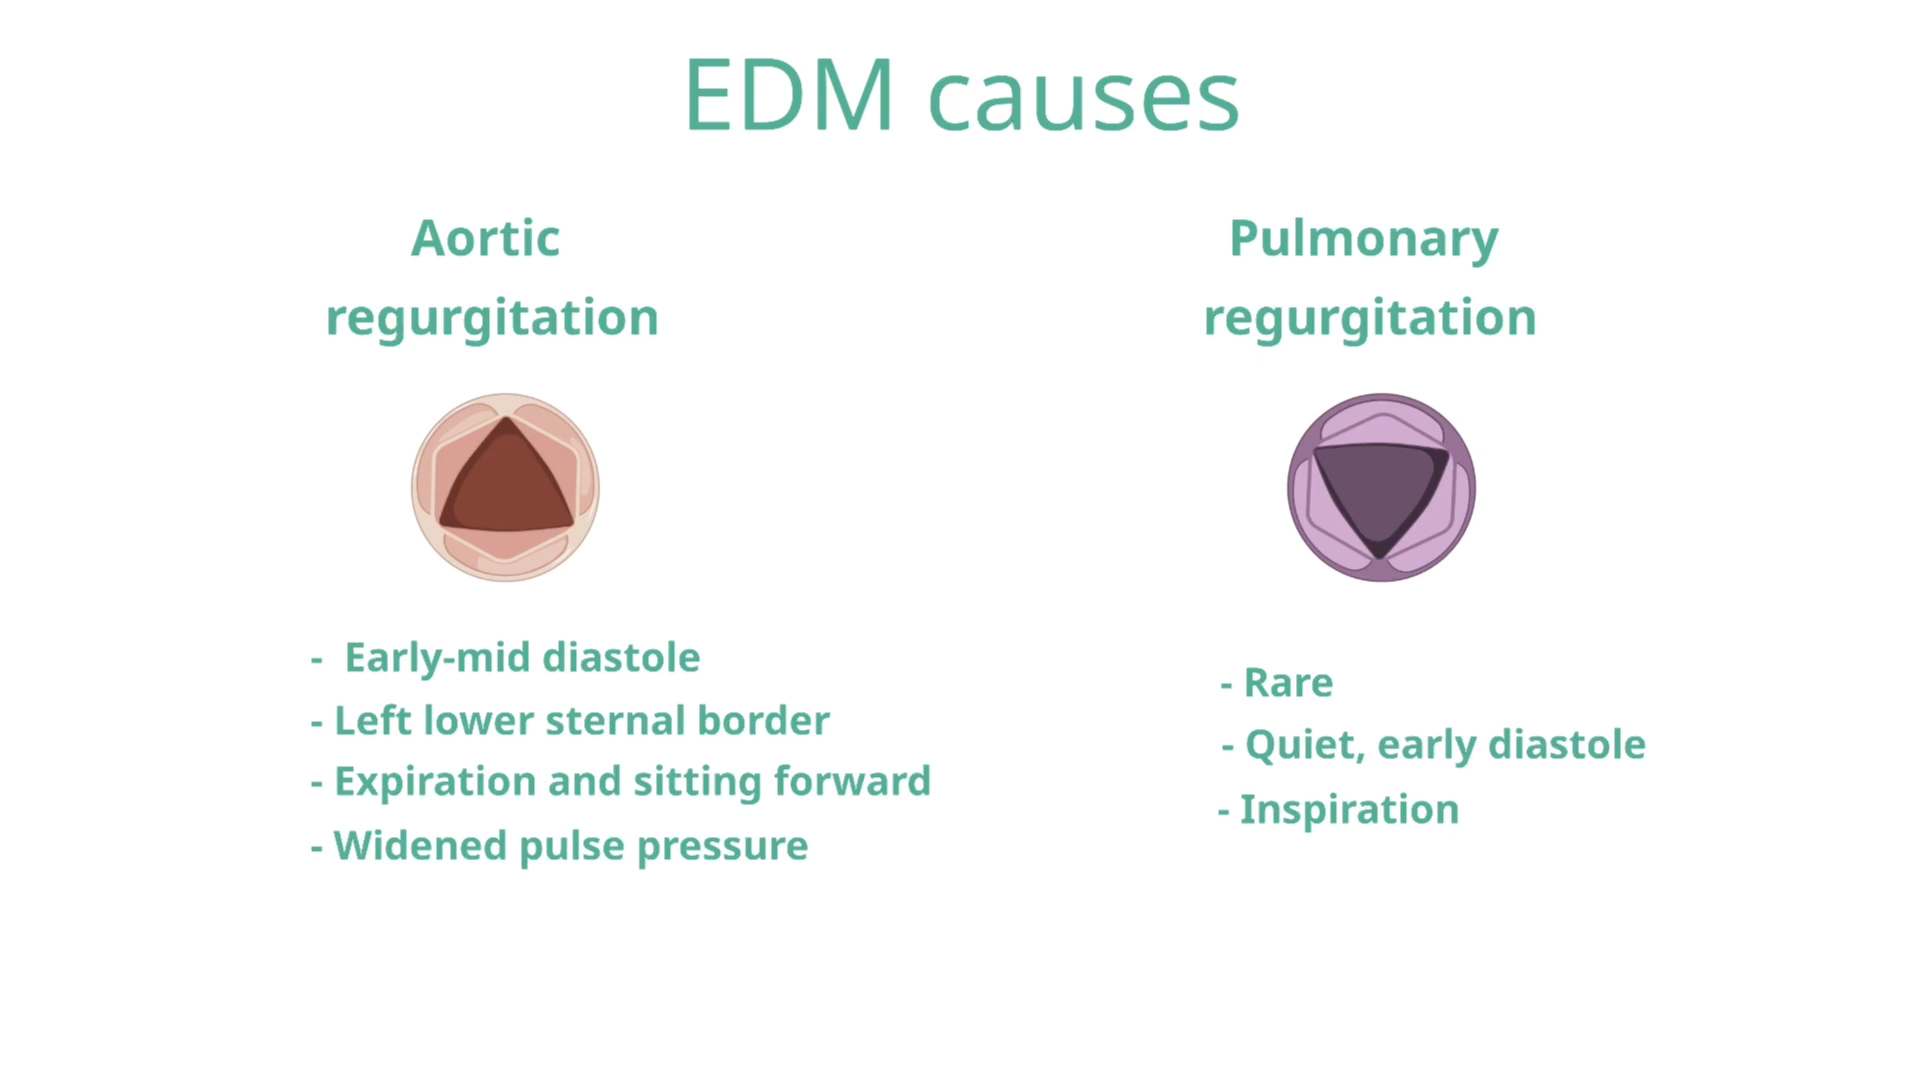 EDM causes
Aortic
regurgitation
- Early-mid diastole
- Left lower sternal border
- Expiration and sitting forward
- Widened pulse pressure
Pulmonary
regurgitation
- Rare
- Quiet, early diastole
- Inspiration